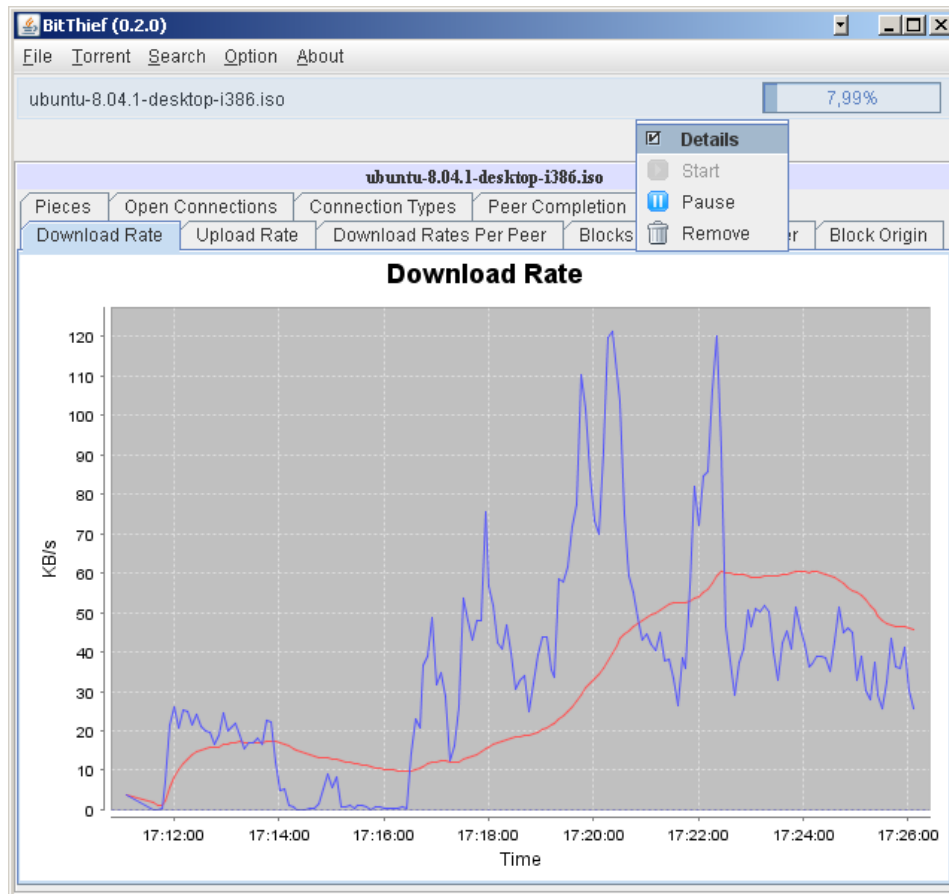 BitThief (0.2.0)
File Torrent Search Option About
ubuntu-8.04.1-desktop-i386.iso 7,99%
Details
Start
Pause
Remove
ubuntu-8.04.1-desktop-i386.iso
Pieces Open Connections Connection Types Peer Completion
Download Rate Upload Rate Download Rates Per Peer Blocks r Block Origin
Download Rate
KB/s
120
110
100
90
80
70
60
50
40
30
20
10
0
17:12:00 17:14:00 17:16:00 17:18:00 17:20:00 17:22:00 17:24:00 17:26:00
Time